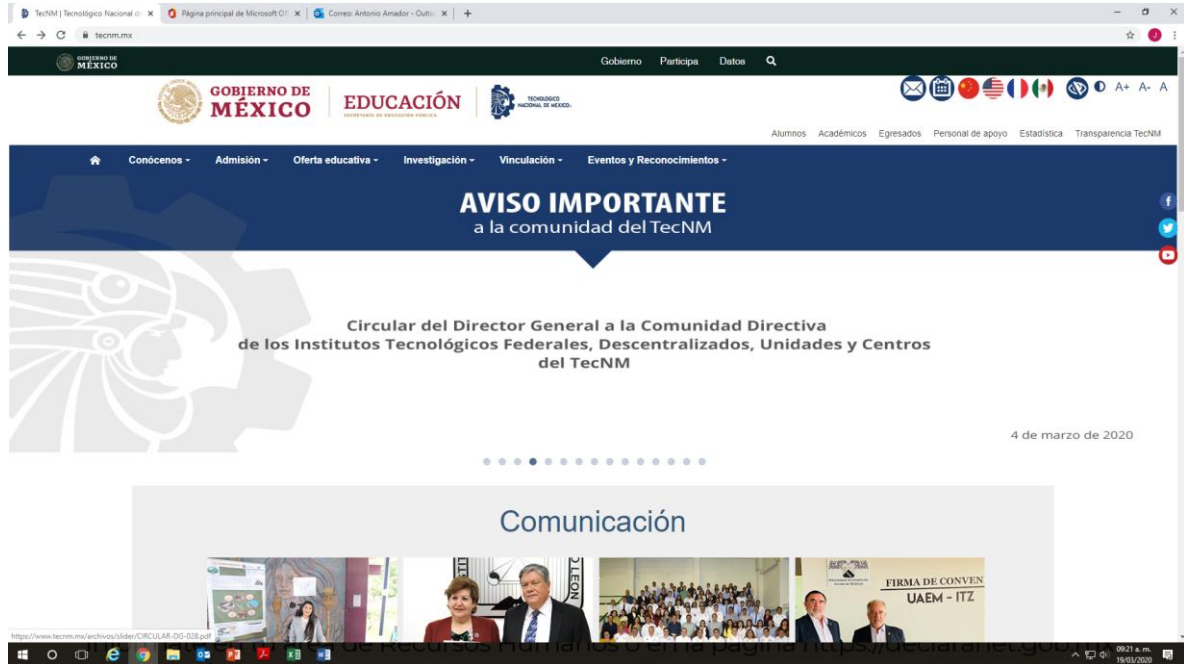 TecNM | Tecnológico Nacional d
Página principal de Microsoft Of
Correo: Antonio Amador - Outlo
tecnm.mx
J
GOBIERNO DE
MÉXICO
Gobierno Participa Datos
GOBIERNO DE
MÉXICO
EDUCACIÓN
SECRETARÍA DE EDUCACIÓN PÚBLICA
TECNOLÓGICO
NACIONAL DE MÉXICO
A+ A- A
Alumnos Académicos Egresados Personal de apoyo Estadística Transparencia TecNM
Conócenos Admisión Oferta educativa Investigación Vinculación Eventos y Reconocimientos
AVISO IMPORTANTE
a la comunidad del TecNM
Circular del Director General a la Comunidad Directiva
de los Institutos Tecnológicos Federales, Descentralizados, Unidades y Centros
del TecNM
4 de marzo de 2020
Comunicación
LEON
FIRMA DE CONVEN
UAEM - ITZ
https://www.tecnm.mx/archivos/slider/CIRCULAR-DG-028.pdf
de Recursos Humanos o en la página https://declaranet.gob
09:21 a. m.
19/03/2020